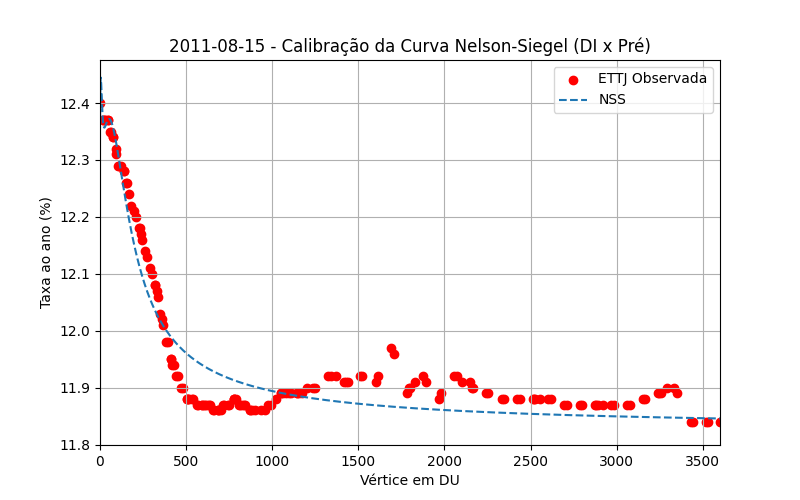 2011-08-15 - Calibração da Curva Nelson-Siegel (DI x Pré)
ETTJ Observada
NSS
Taxa ao ano (%)
12.4
12.3
12.2
12.1
12.0
11.9
11.8
0 500 1000 1500 2000 2500 3000 3500
Vértice em DU